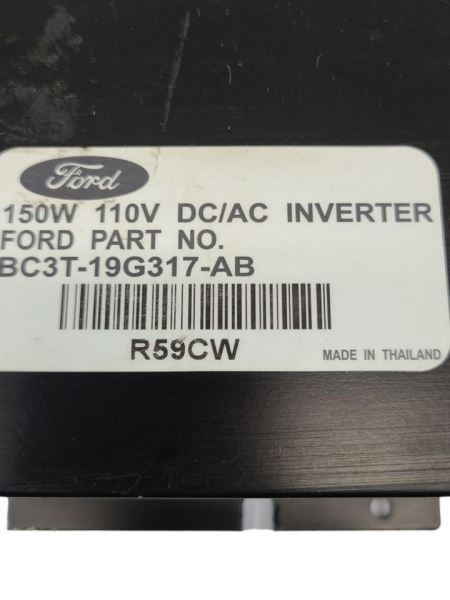 Ford
150W 110V DC/AC INVERTER
FORD PART NO.
BC3T-19G317-AB
R59CW
MADE IN THAILAND